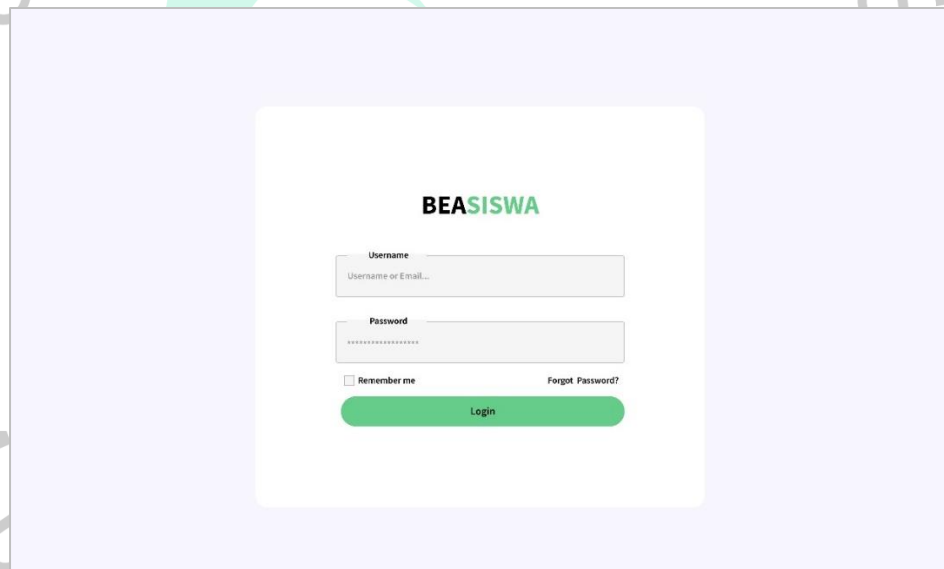 BEASISWA
Username
Username or Email...
Password
******************
Remember me Forgot Password?
Login